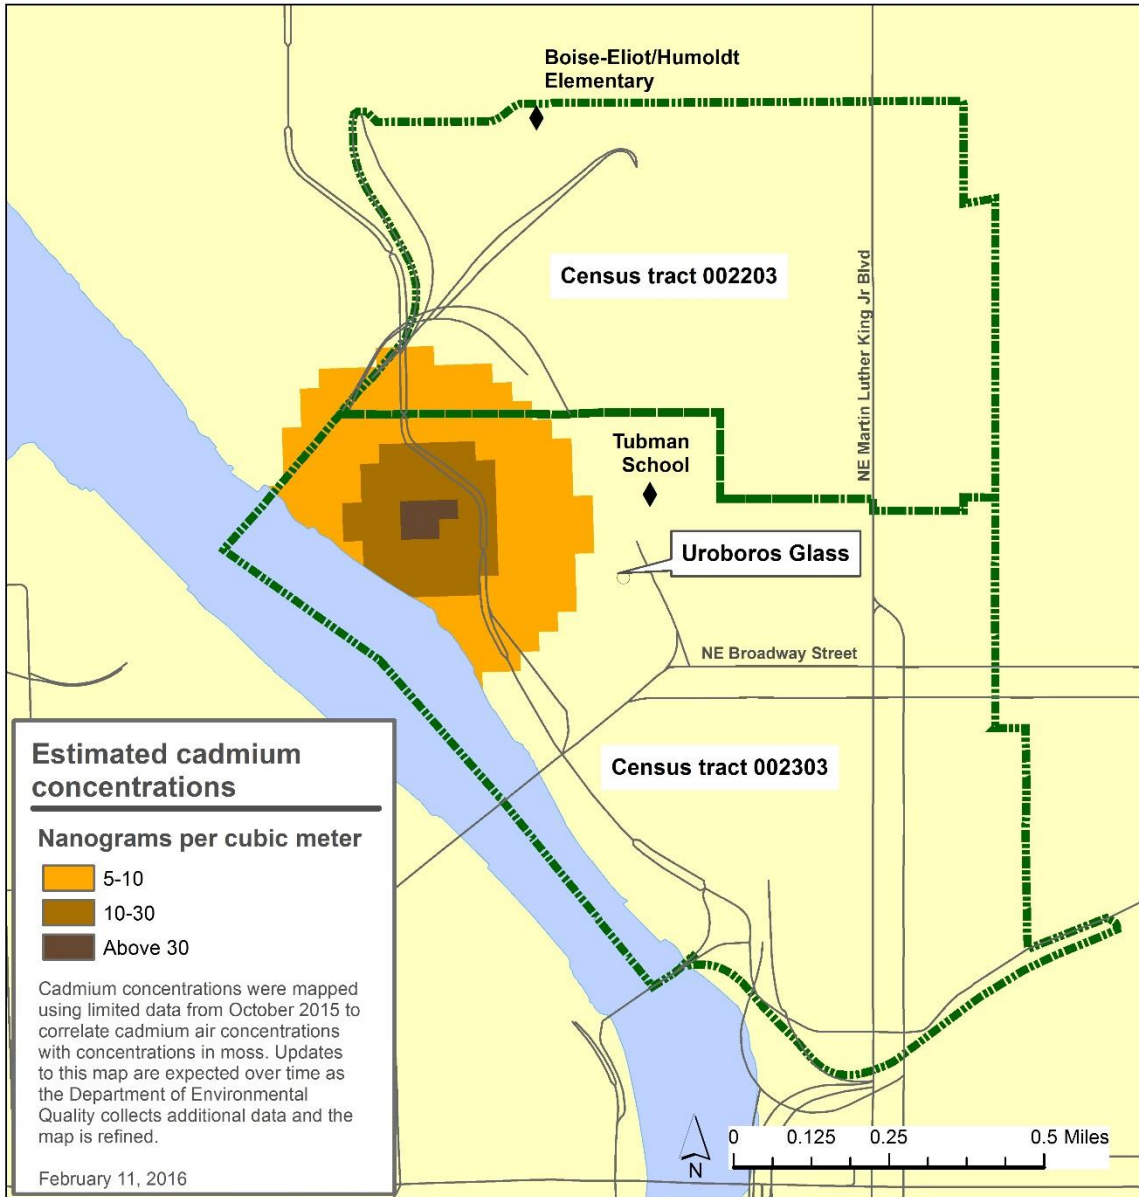 Boise-Eliot/Humoldt
Elementary
Census tract 002203
NE Martin Luther King Jr Blvd
Tubman
School
Uroboros Glass
NE Broadway Street
Census tract 002303
Estimated cadmium
concentrations
Nanograms per cubic meter
5-10
10-30
Above 30
Cadmium concentrations were mapped
using limited data from October 2015 to
correlate cadmium air concentrations
with concentrations in moss. Updates
to this map are expected over time as
the Department of Environmental
Quality collects additional data and the
map is refined.
February 11, 2016
N
0 0.125 0.25 0.5 Miles